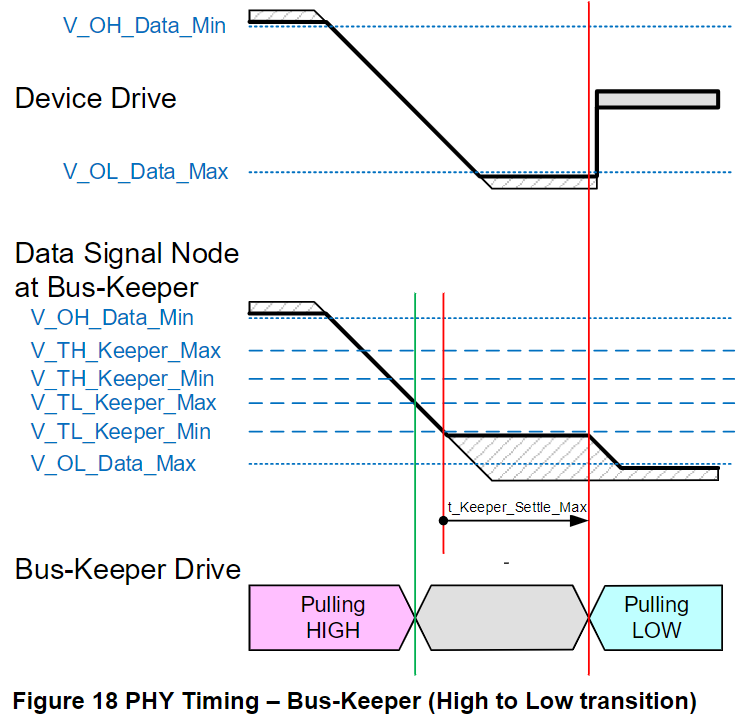 V_OH_Data_Min
Device Drive
V_OL_Data_Max
Data Signal Node
at Bus-Keeper
V_OH_Data_Min
V_TH_Keeper_Max
V_TH_Keeper_Min
V_TL_Keeper_Max
V_TL_Keeper_Min
V_OL_Data_Max
t_Keeper_Settle_Max
-
Bus-Keeper Drive
Pulling
HIGH
Pulling
LOW
Figure 18 PHY Timing – Bus-Keeper (High to Low transition)